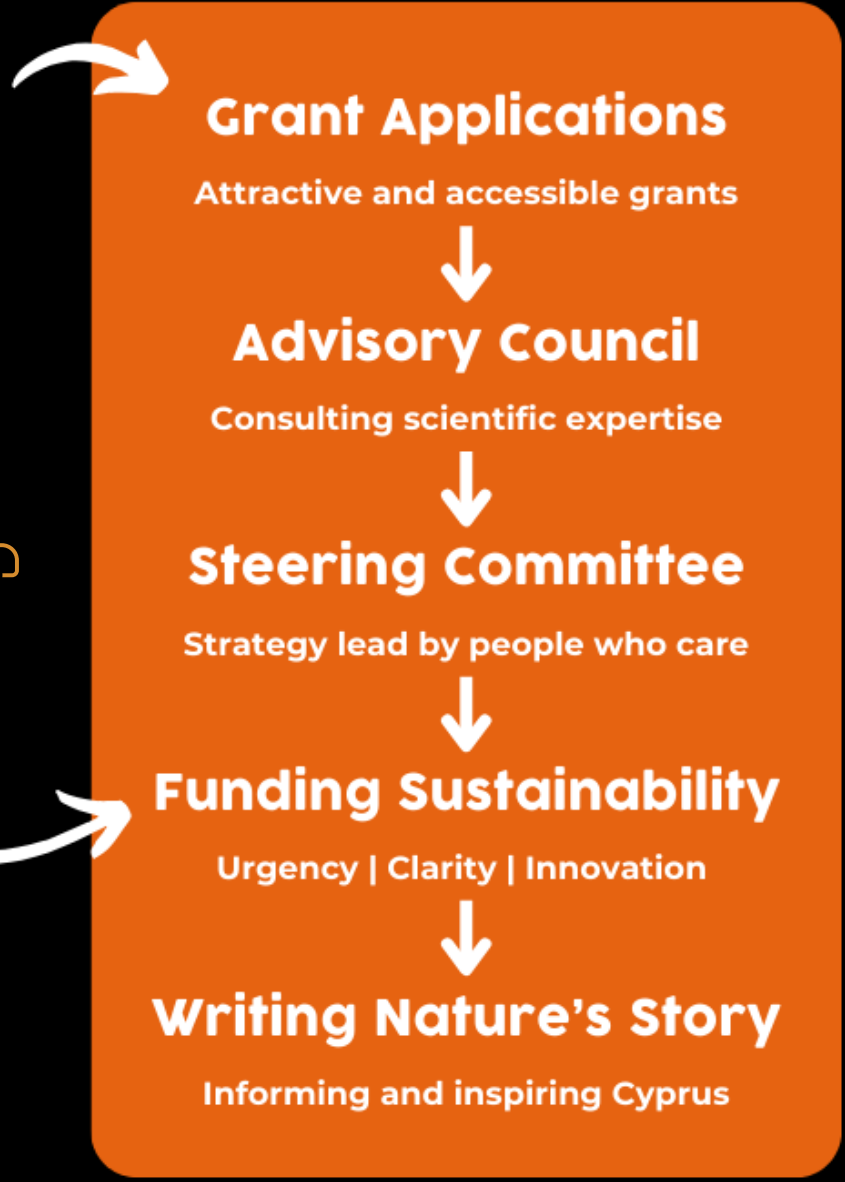 Grant Applications
Attractive and accessible grants
Advisory Council
Consulting scientific expertise
Steering Committee
Strategy lead by people who care
Funding Sustainability
Urgency | Clarity | Innovation
Writing Nature's Story
Informing and inspiring Cyprus